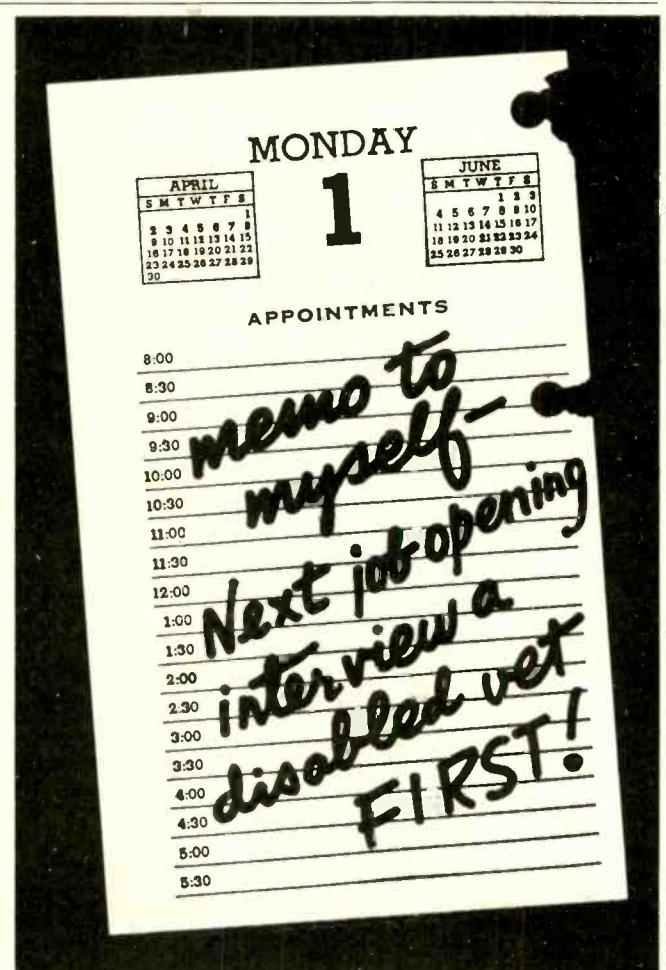 MONDAY
1
APRIL
S M T W T F S
1
2 3 4 5 6 7 8
9 10 11 12 13 14 15
16 17 18 19 20 21 22
23 24 25 26 27 28 29
30
JUNE
S M T W T F S
1 2 3
4 5 6 7 8 9 10
11 12 13 14 15 16 17
18 19 20 21 22 23 24
25 26 27 28 29 30
APPOINTMENTS
8:00
8:30
9:00
9:30
10:00
10:30
11:00
11:30
12:00
1:00
1:30
2:00
2:30
3:00
3:30
4:00
4:30
5:00
5:30
memo to
myself-
Next job opening
interview a
disabled vet
FIRST!